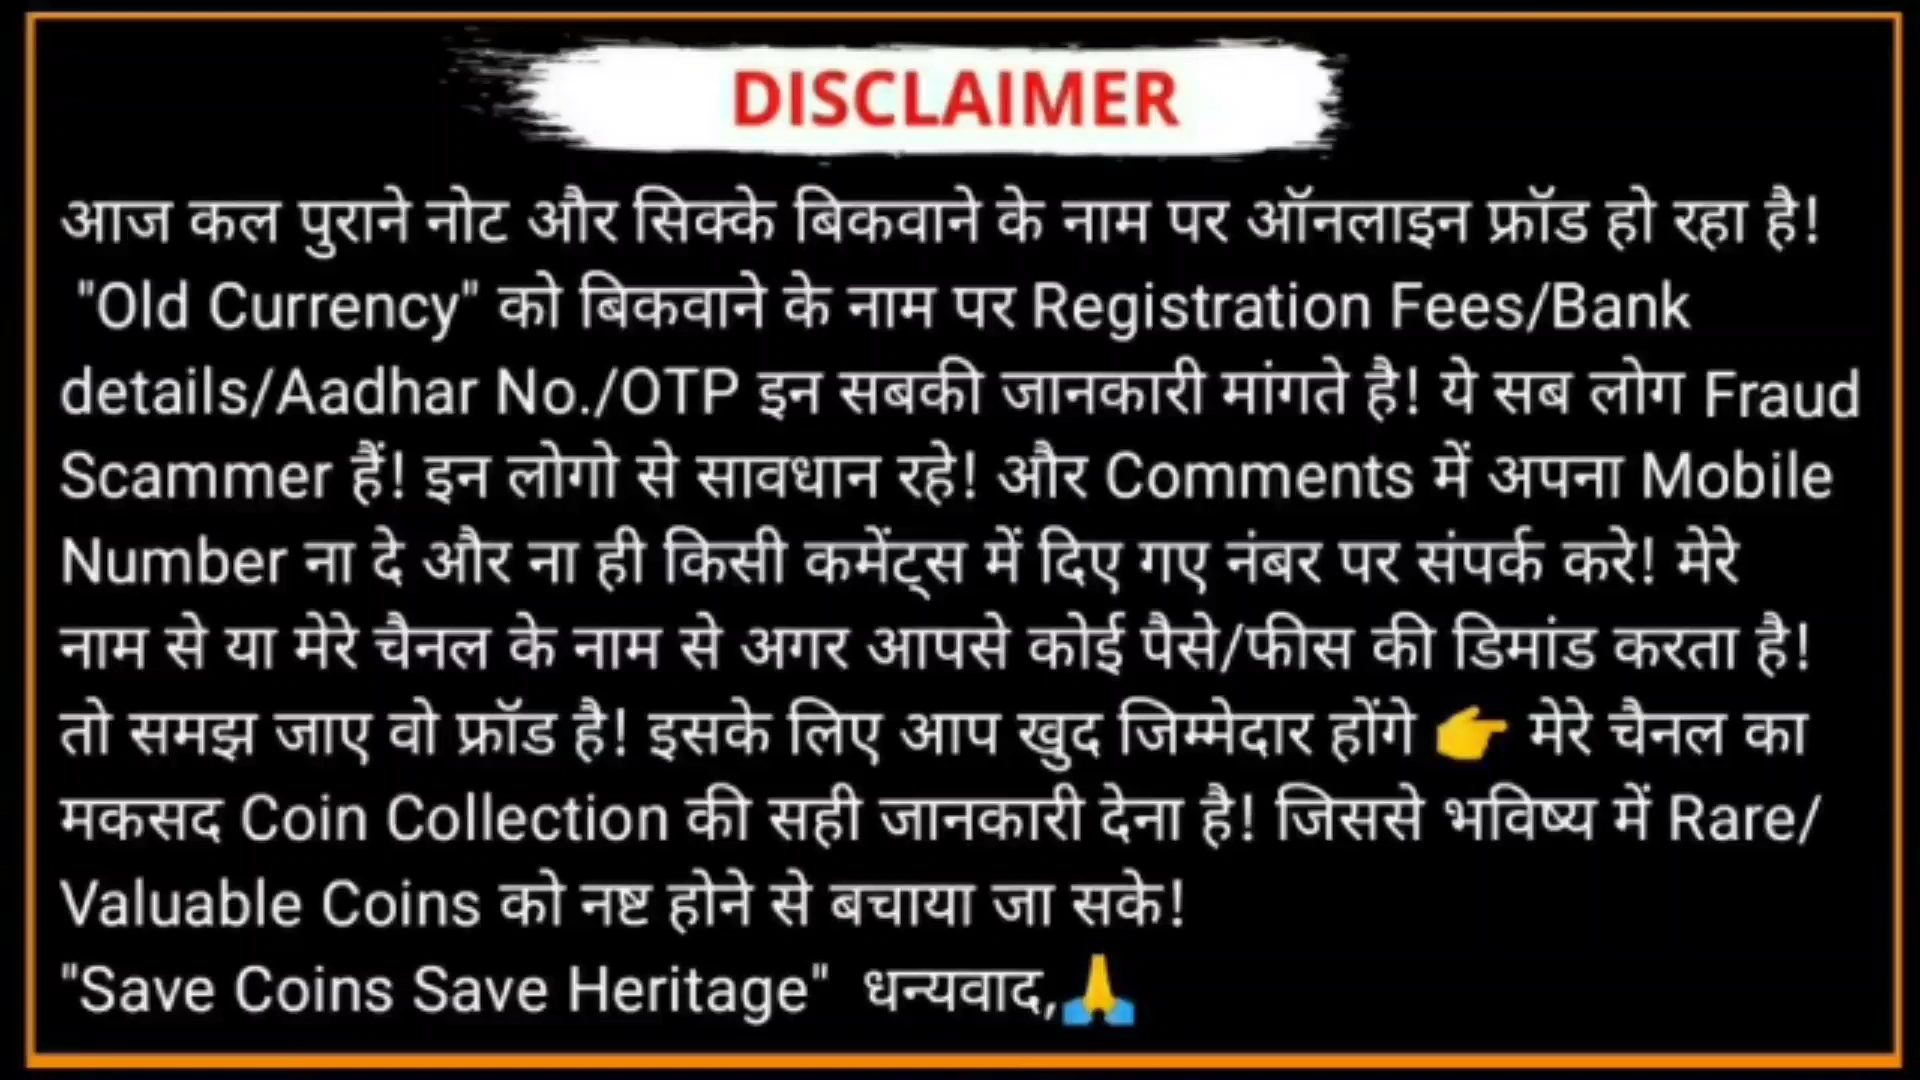 DISCLAIMER
आज कल पुराने नोट और सिक्के बिकवाने के नाम पर ऑनलाइन फ्रॉड हो रहा है!
"Old Currency" को बिकवाने के नाम पर Registration Fees/Bank
details/Aadhar No./OTP इन सबकी जानकारी मांगते है! ये सब लोग Fraud
Scammer हैं! इन लोगो से सावधान रहे! और Comments में अपना Mobile
Number ना दे और ना ही किसी कमेंट्स में दिए गए नंबर पर संपर्क करे! मेरे
नाम से या मेरे चैनल के नाम से अगर आपसे कोई पैसे/फीस की डिमांड करता है!
तो समझ जाए वो फ्रॉड है! इसके लिए आप खुद जिम्मेदार होंगे 👉 मेरे चैनल का
मकसद Coin Collection की सही जानकारी देना है! जिससे भविष्य में Rare/
Valuable Coins को नष्ट होने से बचाया जा सके!
"Save Coins Save Heritage" धन्यवाद,🙏